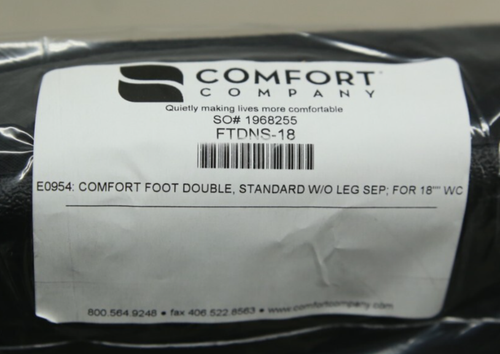 COMFORT
COMPANY
Quietly making lives more comfortable
SO# 1968255
FTDNS-18
E0954: COMFORT FOOT DOUBLE, STANDARD W/O LEG SEP; FOR 18"" WC
800.564.9248 • fax 406.522.8563 • www.comfortcompany.com